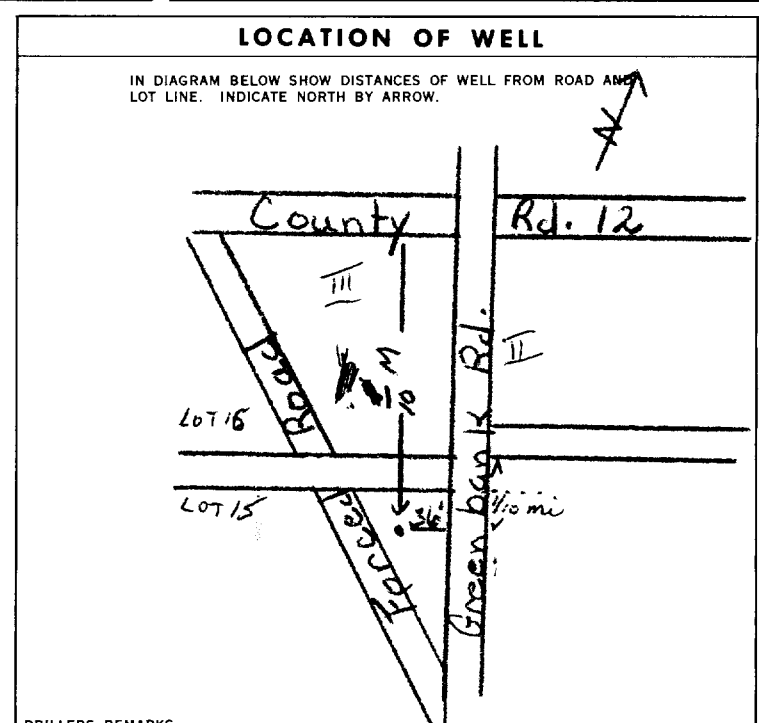 LOCATION OF WELL
IN DIAGRAM BELOW SHOW DISTANCES OF WELL FROM ROAD AND
LOT LINE. INDICATE NORTH BY ARROW.
N
County Rd. 12
III
II
Green bank Rd.
LOT 16
LOT 15
Forced Road
1/10 mi
DRILLERS REMARKS